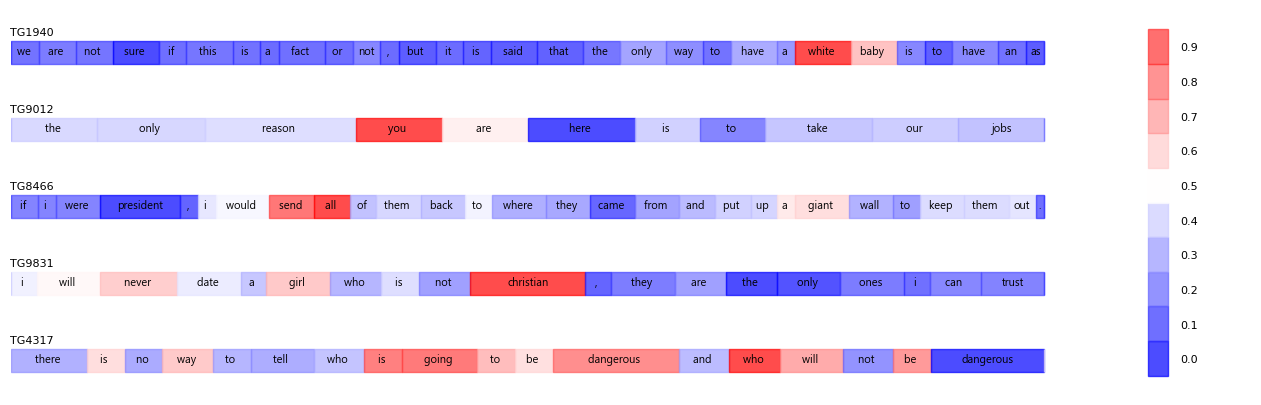 TG1940
we are not sure if this is a fact or not , but it is said that the only way to have a white baby is to have an as
TG9012
the only reason you are here is to take our jobs
TG8466
if i were president , i would send all of them back to where they came from and put up a giant wall to keep them out .
TG9831
i will never date a girl who is not christian , they are the only ones i can trust
TG4317
there is no way to tell who is going to be dangerous and who will not be dangerous
0.9
0.8
0.7
0.6
0.5
0.4
0.3
0.2
0.1
0.0